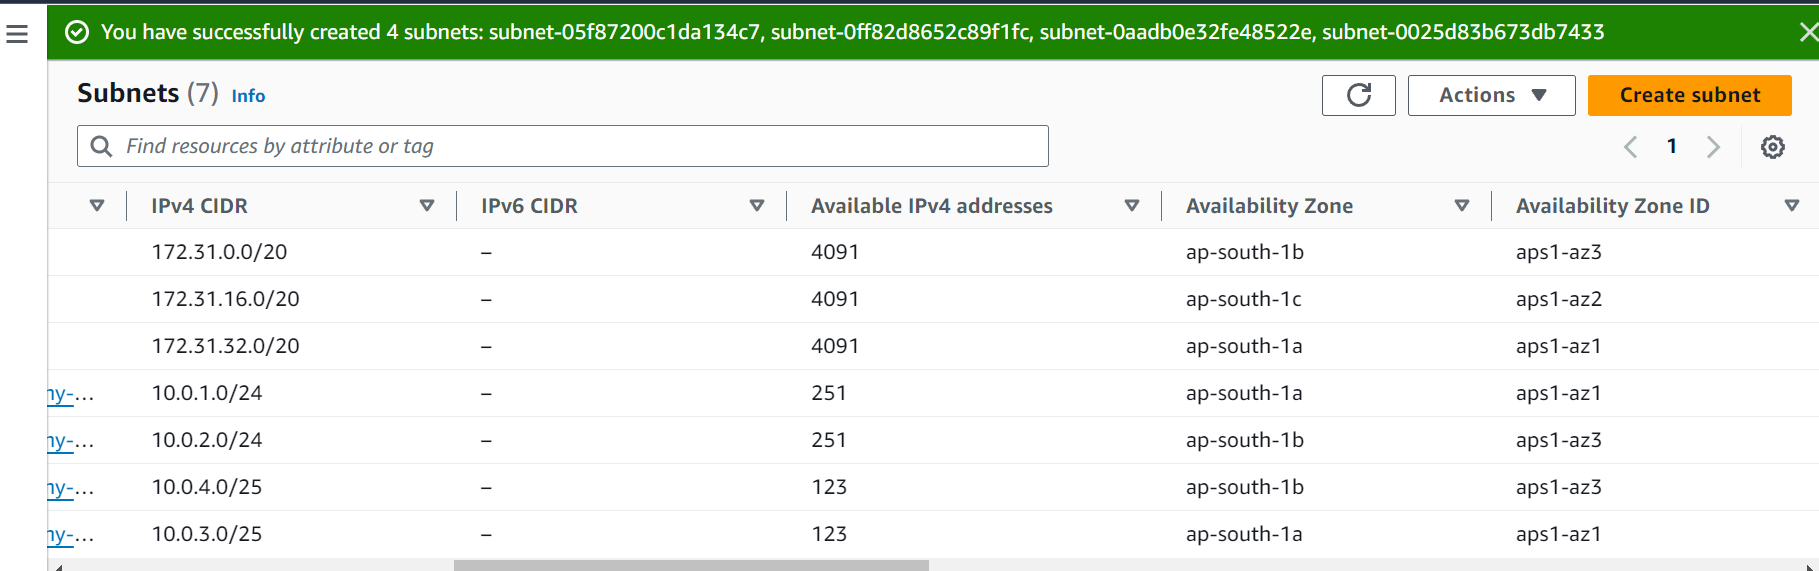 You have successfully created 4 subnets: subnet-05f87200c1da134c7, subnet-0ff82d8652c89f1fc, subnet-0aadb0e32fe48522e, subnet-0025d83b673db7433
Subnets (7) Info
Actions
Create subnet
Find resources by attribute or tag
1
IPv4 CIDR IPv6 CIDR Available IPv4 addresses Availability Zone Availability Zone ID
172.31.0.0/20 – 4091 ap-south-1b aps1-az3
172.31.16.0/20 – 4091 ap-south-1c aps1-az2
172.31.32.0/20 – 4091 ap-south-1a aps1-az1
my-... 10.0.1.0/24 – 251 ap-south-1a aps1-az1
my-... 10.0.2.0/24 – 251 ap-south-1b aps1-az3
my-... 10.0.4.0/25 – 123 ap-south-1b aps1-az3
my-... 10.0.3.0/25 – 123 ap-south-1a aps1-az1